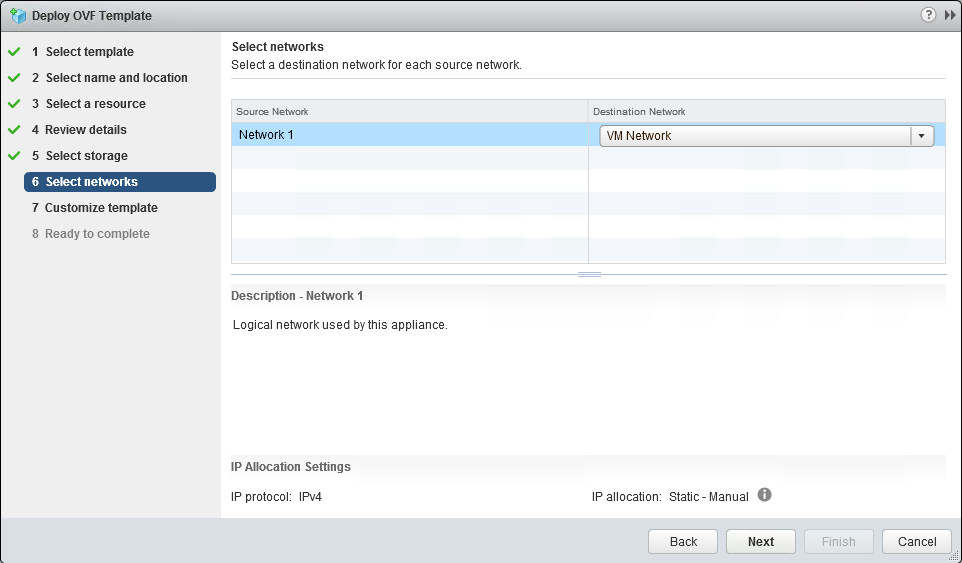 Deploy OVF Template
?
1 Select template
2 Select name and location
3 Select a resource
4 Review details
5 Select storage
6 Select networks
7 Customize template
8 Ready to complete
Select networks
Select a destination network for each source network.
Source Network Destination Network
Network 1 VM Network
Description - Network 1
Logical network used by this appliance.
IP Allocation Settings
IP protocol: IPv4 IP allocation: Static - Manual
Back Next Finish Cancel